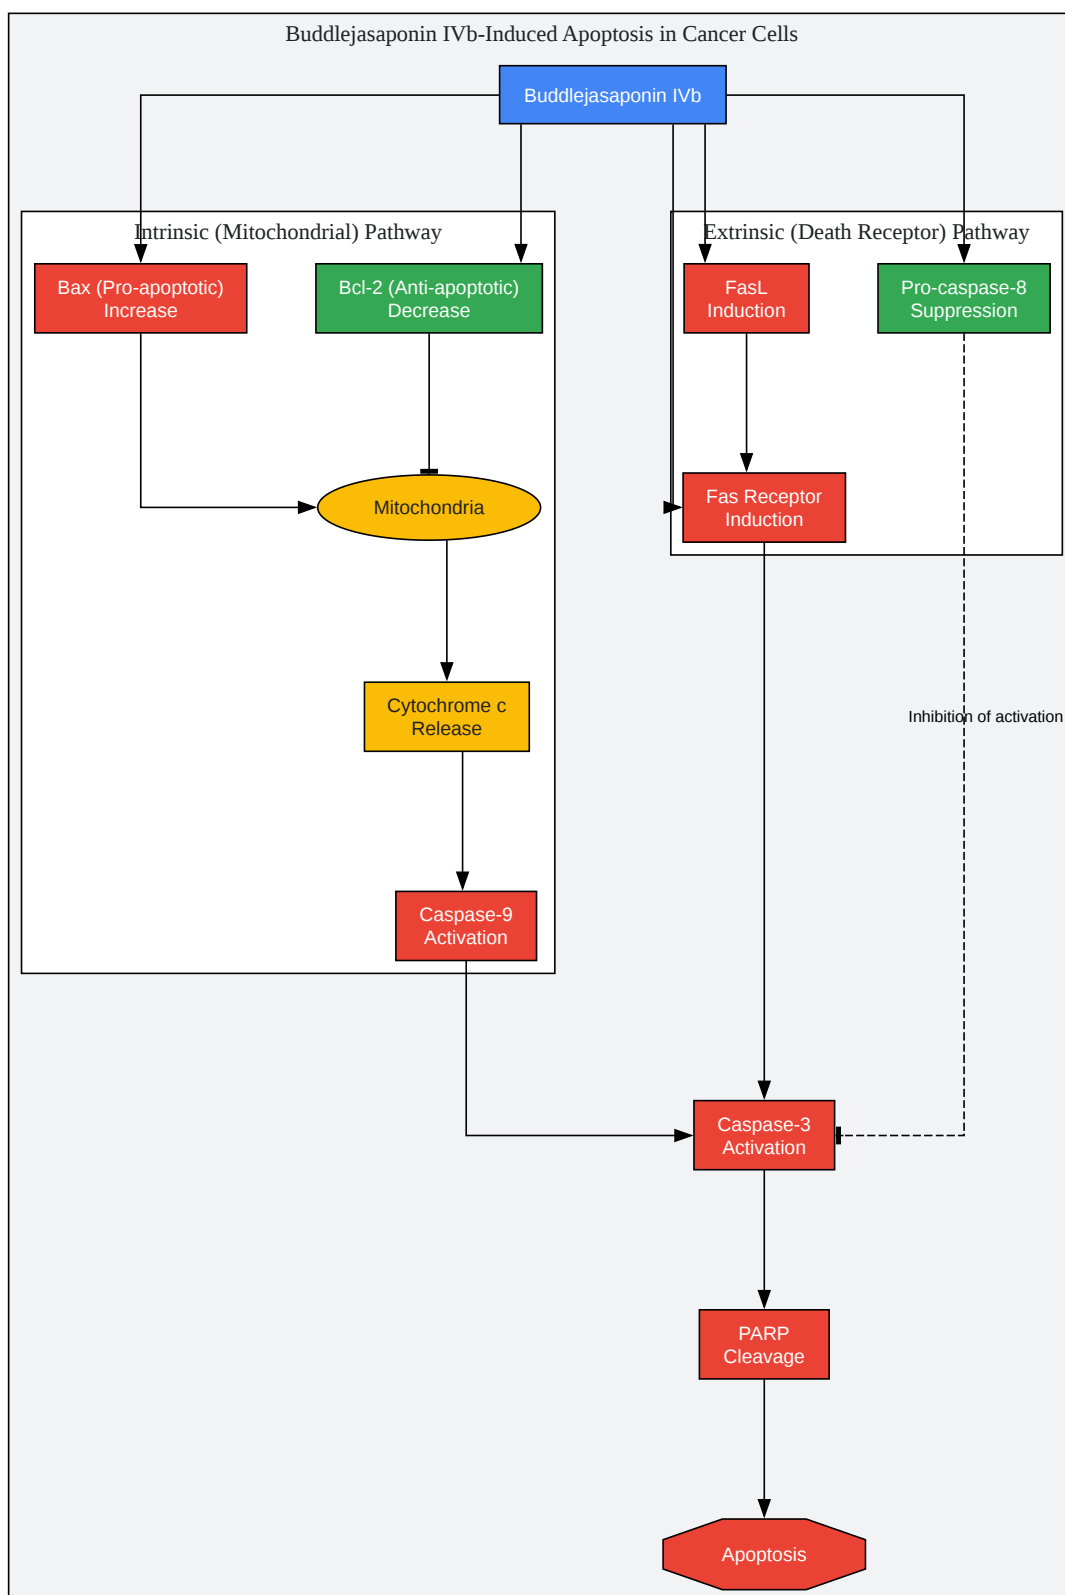 Buddlejasaponin IVb-Induced Apoptosis in Cancer Cells
Buddlejasaponin IVb
Intrinsic (Mitochondrial) Pathway
Extrinsic (Death Receptor) Pathway
Bax (Pro-apoptotic)
Increase
Bcl-2 (Anti-apoptotic)
Decrease
FasL
Induction
Pro-caspase-8
Suppression
Mitochondria
Fas Receptor
Induction
Cytochrome c
Release
Inhibition of activation
Caspase-9
Activation
Caspase-3
Activation
PARP
Cleavage
Apoptosis